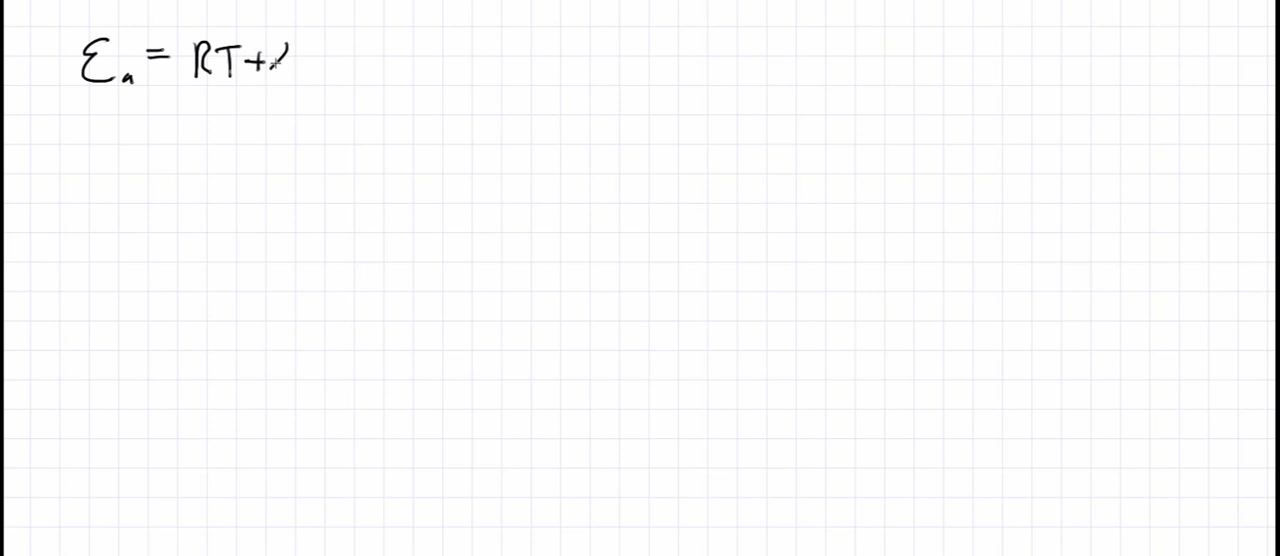 Ea = RT +